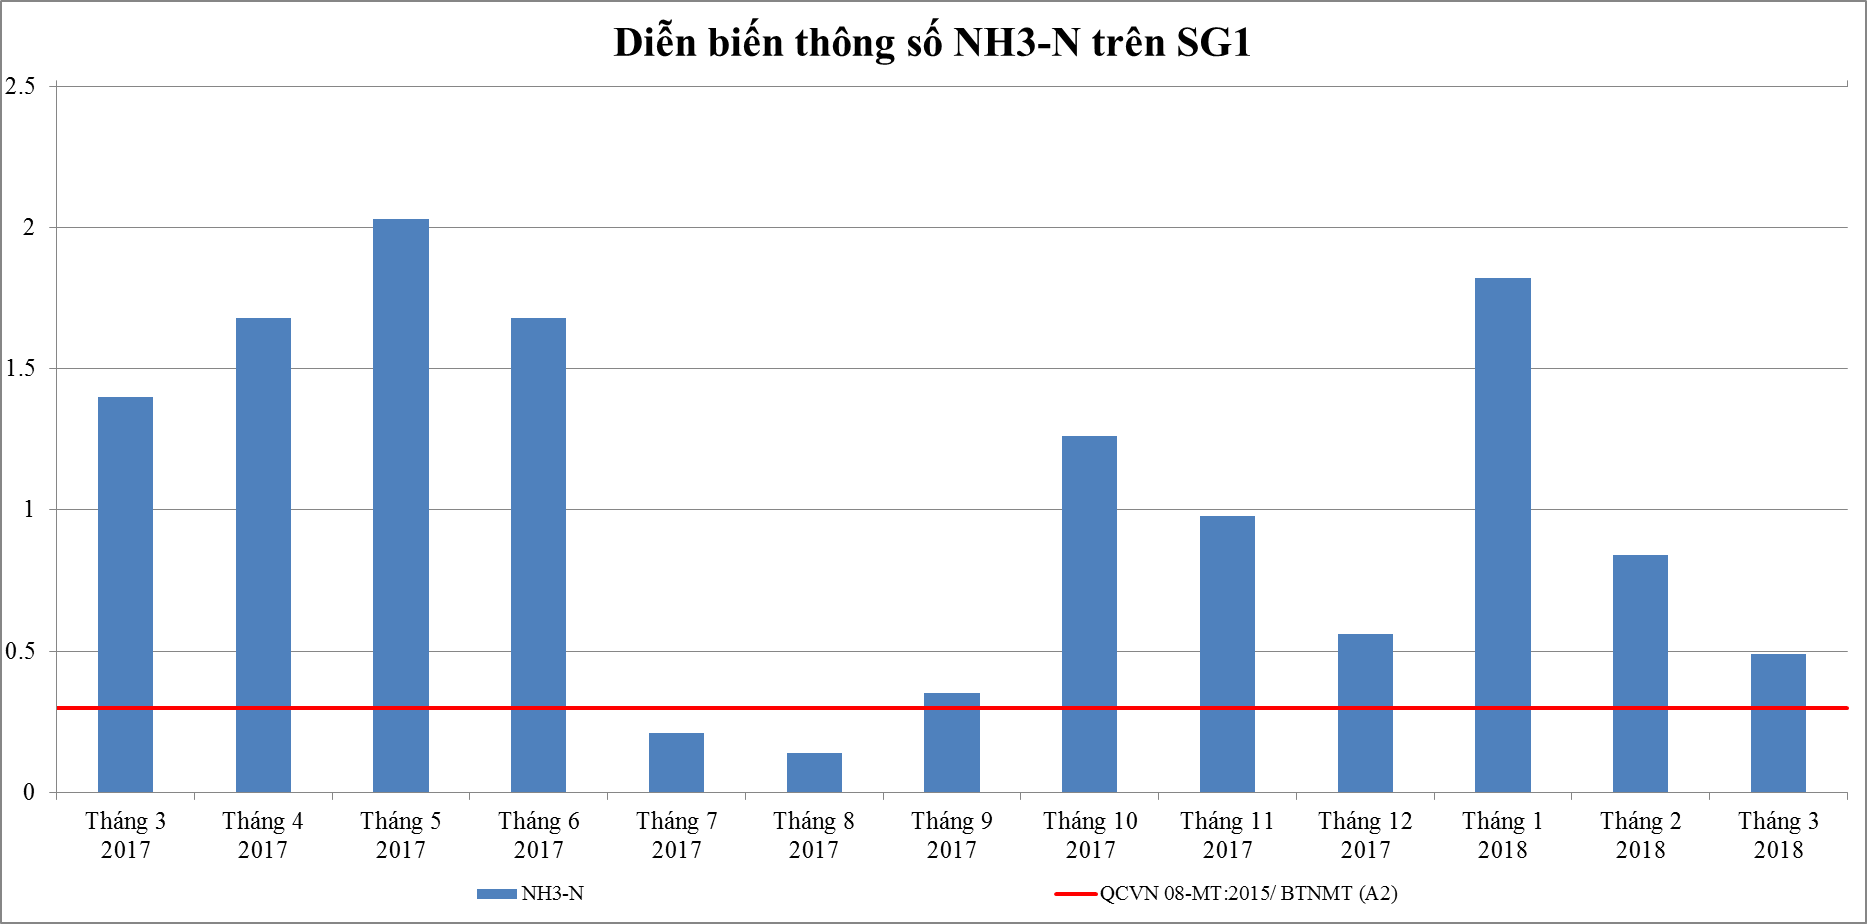 Diễn biến thông số NH3-N trên SG1
2.5
2
1.5
1
0.5
0
Tháng 3 Tháng 4 Tháng 5 Tháng 6 Tháng 7 Tháng 8 Tháng 9 Tháng 10 Tháng 11 Tháng 12 Tháng 1 Tháng 2 Tháng 3
2017 2017 2017 2017 2017 2017 2017 2017 2017 2017 2018 2018 2018
NH3-N QCVN 08-MT:2015/ BTNMT (A2)